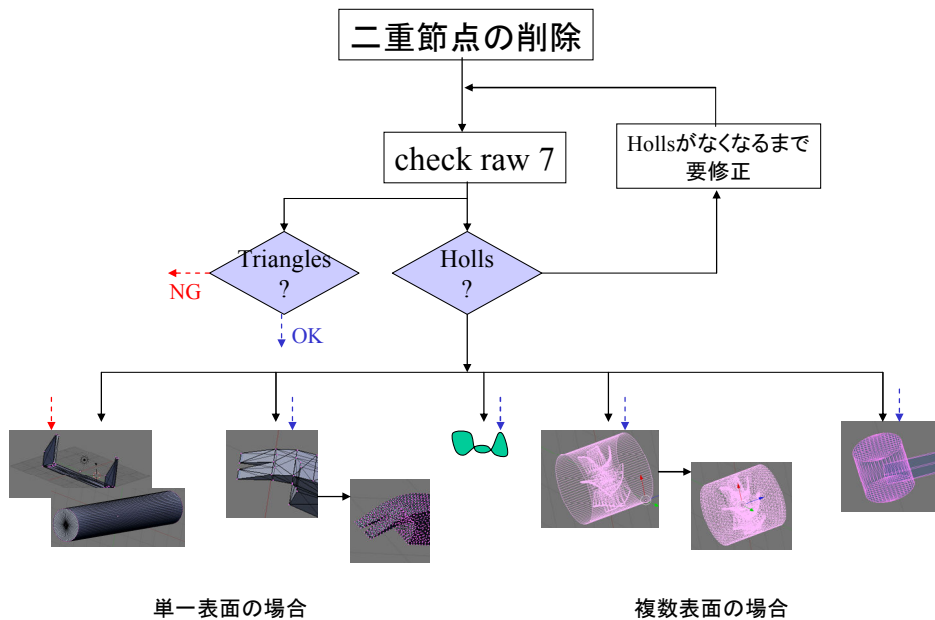 二重節点の削除
check raw 7
Hollsがなくなるまで
要修正
Triangles
?
Holls
?
NG
OK
単一表面の場合
複数表面の場合